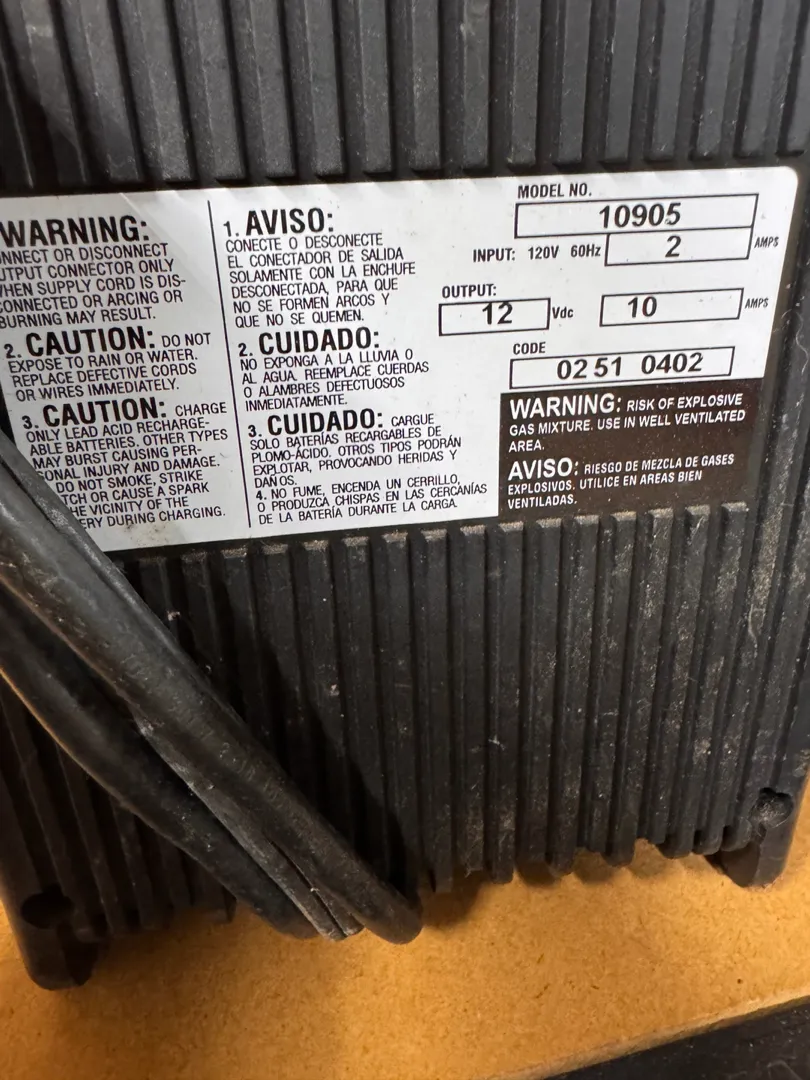 WARNING:
NNECT OR DISCONNECT
UTPUT CONNECTOR ONLY
WHEN SUPPLY CORD IS DIS-
CONNECTED OR ARCING OR
BURNING MAY RESULT.
2. CAUTION: DO NOT
EXPOSE TO RAIN OR WATER.
REPLACE DEFECTIVE CORDS
OR WIRES IMMEDIATELY.
3. CAUTION: CHARGE
ONLY LEAD ACID RECHARGE-
ABLE BATTERIES. OTHER TYPES
MAY BURST CAUSING PER-
SONAL INJURY AND DAMAGE.
DO NOT SMOKE, STRIKE
TCH OR CAUSE A SPARK
HE VICINITY OF THE
ERY DURING CHARGING.
1. AVISO:
CONECTE O DESCONECTE
EL CONECTADOR DE SALIDA
SOLAMENTE CON LA ENCHUFE
DESCONECTADA, PARA QUE
NO SE FORMEN ARCOS Y
QUE NO SE QUEMEN.
2. CUIDADO:
NO EXPONGA A LA LLUVIA O
AL AGUA. REEMPLACE CUERDAS
O ALAMBRES DEFECTUOSOS
INMEDIATAMENTE.
3. CUIDADO: CARGUE
SOLO BATERÍAS RECARGABLES DE
PLOMO-ÁCIDO. OTROS TIPOS PODRÁN
EXPLOTAR, PROVOCANDO HERIDAS Y
DAÑOS.
4. NO FUME, ENCENDA UN CERRILLO,
O PRODUZCA CHISPAS EN LAS CERCANÍAS
DE LA BATERÍA DURANTE LA CARGA.
MODEL NO.
10905
INPUT: 120V 60Hz 2 AMPS
OUTPUT:
12 Vdc 10 AMPS
CODE
02 51 0402
WARNING: RISK OF EXPLOSIVE
GAS MIXTURE. USE IN WELL VENTILATED
AREA.
AVISO: RIESGO DE MEZCLA DE GASES
EXPLOSIVOS. UTILICE EN AREAS BIEN
VENTILADAS.